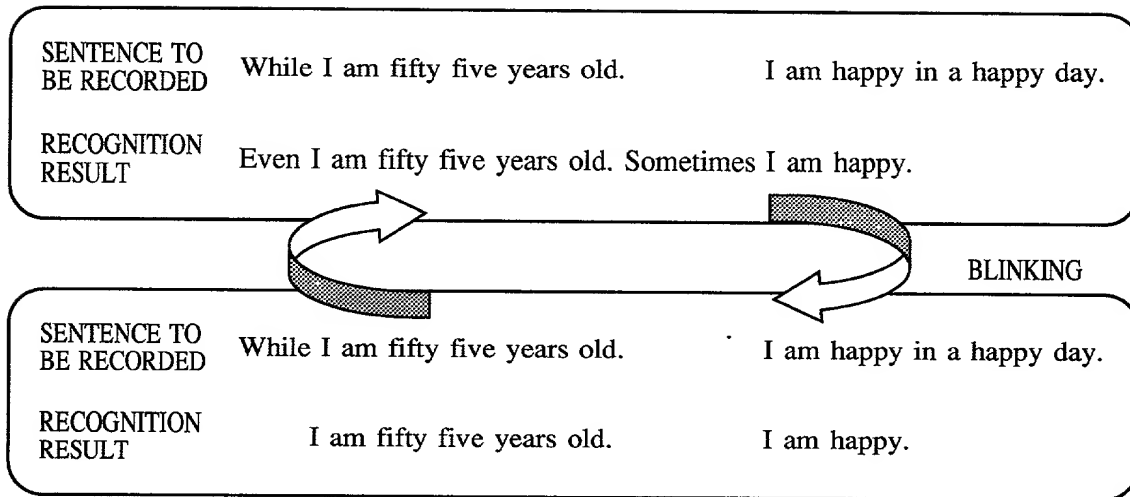 SENTENCE TO
BE RECORDED
While I am fifty five years old. I am happy in a happy day.
RECOGNITION
RESULT
Even I am fifty five years old. Sometimes I am happy.
BLINKING
SENTENCE TO
BE RECORDED
While I am fifty five years old. I am happy in a happy day.
RECOGNITION
RESULT
I am fifty five years old. I am happy.